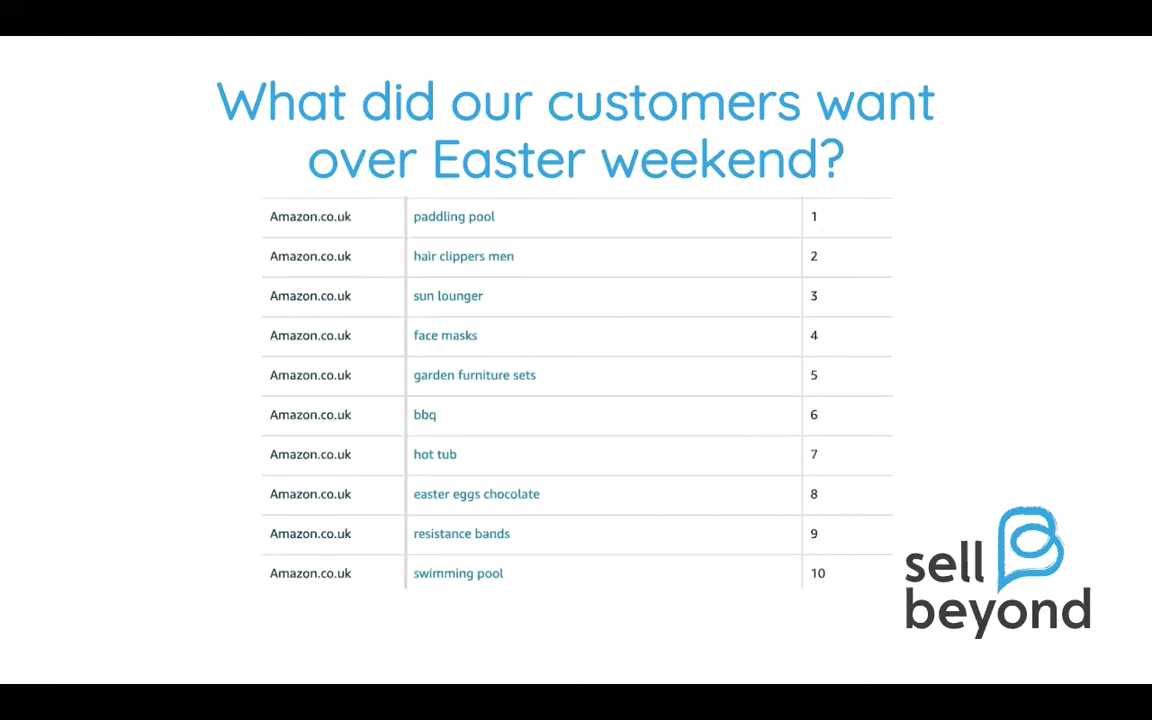 What did our customers want
over Easter weekend?
Amazon.co.uk paddling pool 1
Amazon.co.uk hair clippers men 2
Amazon.co.uk sun lounger 3
Amazon.co.uk face masks 4
Amazon.co.uk garden furniture sets 5
Amazon.co.uk bbq 6
Amazon.co.uk hot tub 7
Amazon.co.uk easter eggs chocolate 8
Amazon.co.uk resistance bands 9
Amazon.co.uk swimming pool 10
sell
beyond